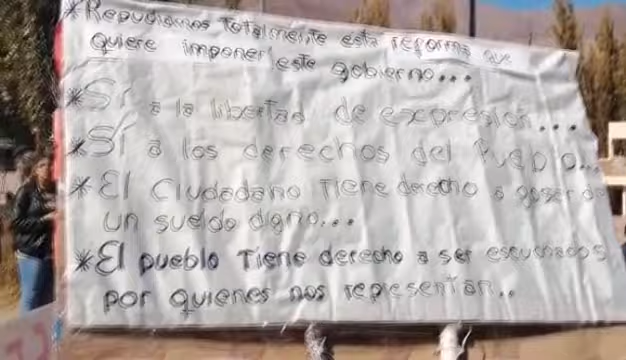 * Repudiamos Totalmente esta reforma que
quiere imponer este gobierno...
* Sí a la libertad de expresión...
* Sí a los derechos del Pueblo...
* El Ciudadano Tiene derecho a gozar de
un sueldo digno...
* El pueblo Tiene derecho a ser escuchados
por quienes nos representan..